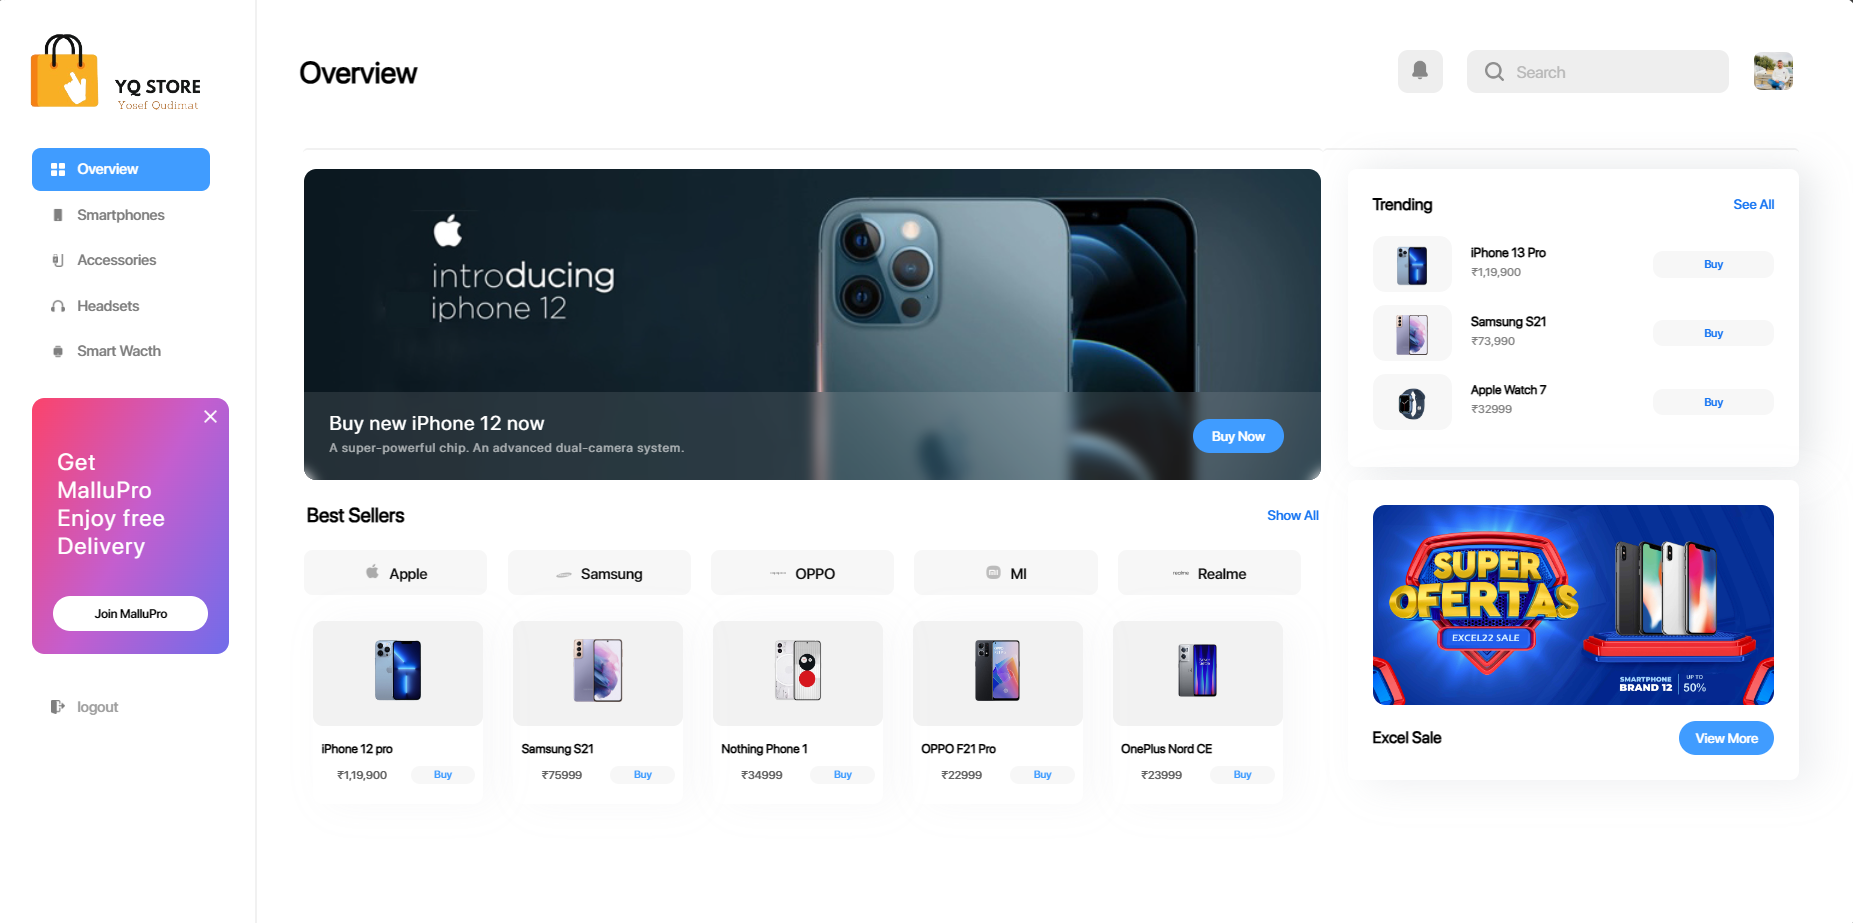 YQ STORE
Yosef Qudimat
Overview
Smartphones
Accessories
Headsets
Smart Wacth
Get
MalluPro
Enjoy free
Delivery
Join MalluPro
logout
Overview
Search
introducing
iphone 12
Buy new iPhone 12 now
A super-powerful chip. An advanced dual-camera system.
Buy Now
Best Sellers
Show All
Apple
Samsung
OPPO
MI
realme Realme
iPhone 12 pro
₹1,19,900
Buy
Samsung S21
₹75999
Buy
Nothing Phone 1
₹34999
Buy
OPPO F21 Pro
₹22999
Buy
OnePlus Nord CE
₹23999
Buy
Trending
See All
iPhone 13 Pro
₹1,19,900
Buy
Samsung S21
₹73,990
Buy
Apple Watch 7
₹32999
Buy
SUPER
OFERTAS
EXCEL22 SALE
SMARTPHONE
BRAND 12
UP TO
50%
Excel Sale
View More